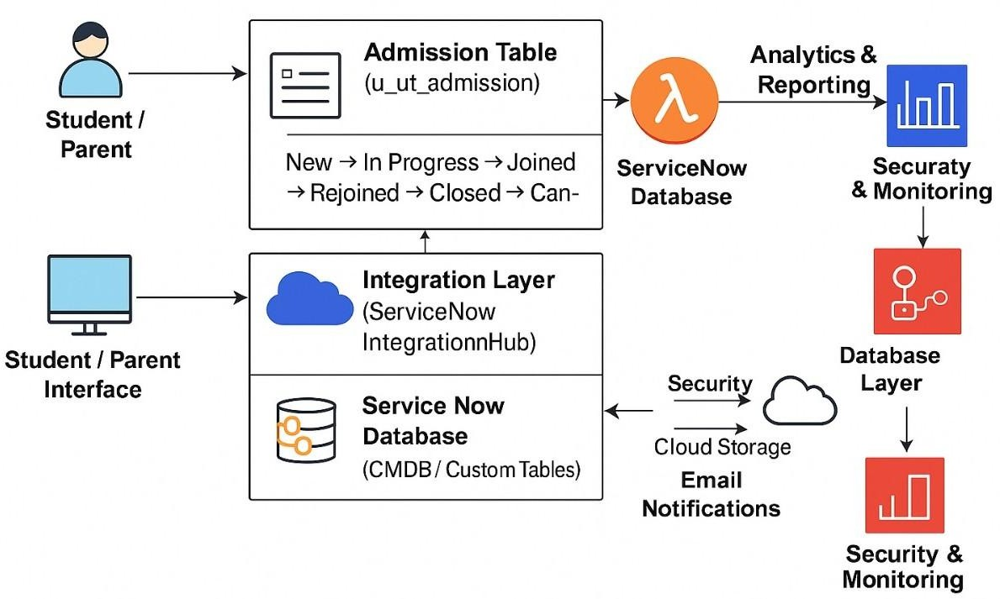 Student /
Parent
Admission Table
(u_ut_admission)
New → In Progress → Joined
→ Rejoined → Closed → Can-
ServiceNow
Database
Analytics &
Reporting
Securaty
& Monitoring
Student / Parent
Interface
Integration Layer
(ServiceNow
IntegrationnHub)
Service Now
Database
(CMDB / Custom Tables)
Security
Cloud Storage
Email
Notifications
Database
Layer
Security &
Monitoring